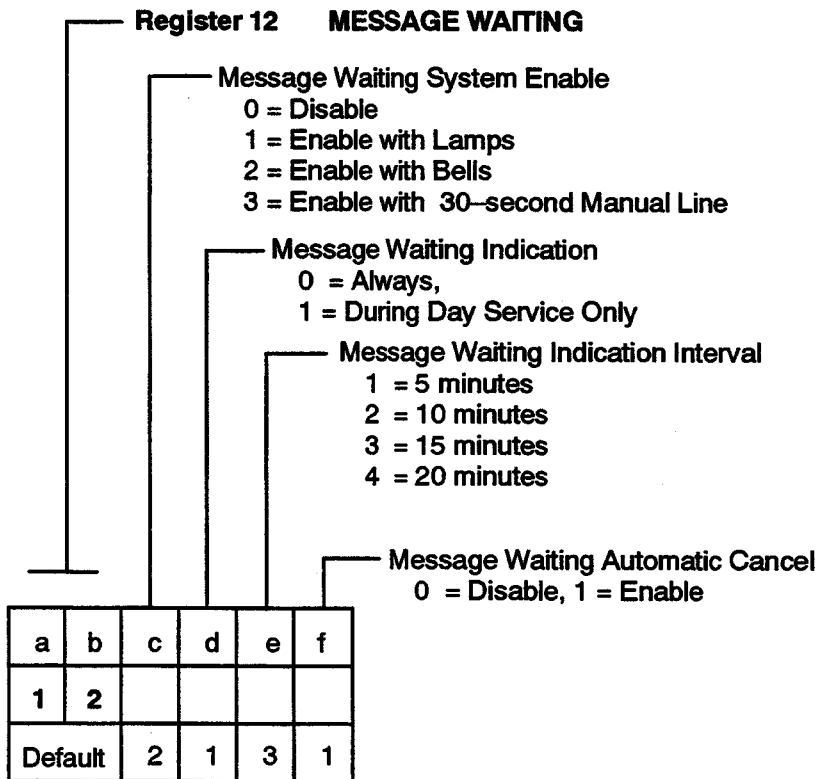 Register 12 MESSAGE WAITING
Message Waiting System Enable
0 = Disable
1 = Enable with Lamps
2 = Enable with Bells
3 = Enable with 30–second Manual Line
Message Waiting Indication
0 = Always,
1 = During Day Service Only
Message Waiting Indication Interval
1 = 5 minutes
2 = 10 minutes
3 = 15 minutes
4 = 20 minutes
Message Waiting Automatic Cancel
0 = Disable, 1 = Enable
a b c d e f
1 2
Default 2 1 3 1